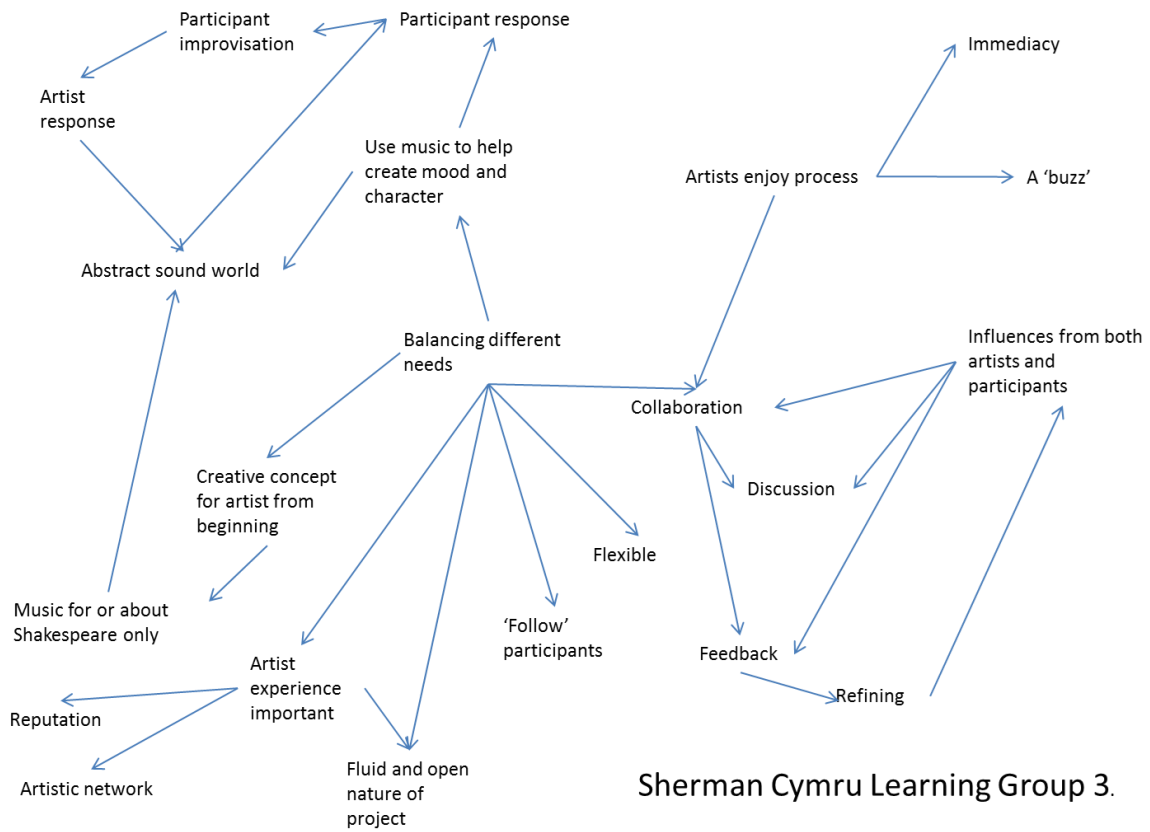 Participant
improvisation
Participant response
Immediacy
Artist
response
Use music to help
create mood and
character
Artists enjoy process
A ‘buzz’
Abstract sound world
Balancing different
needs
Influences from both
artists and
participants
Collaboration
Creative concept
for artist from
beginning
Discussion
Flexible
Music for or about
Shakespeare only
‘Follow’
participants
Feedback
Artist
experience
important
Refining
Reputation
Artistic network
Fluid and open
nature of
project
Sherman Cymru Learning Group 3.